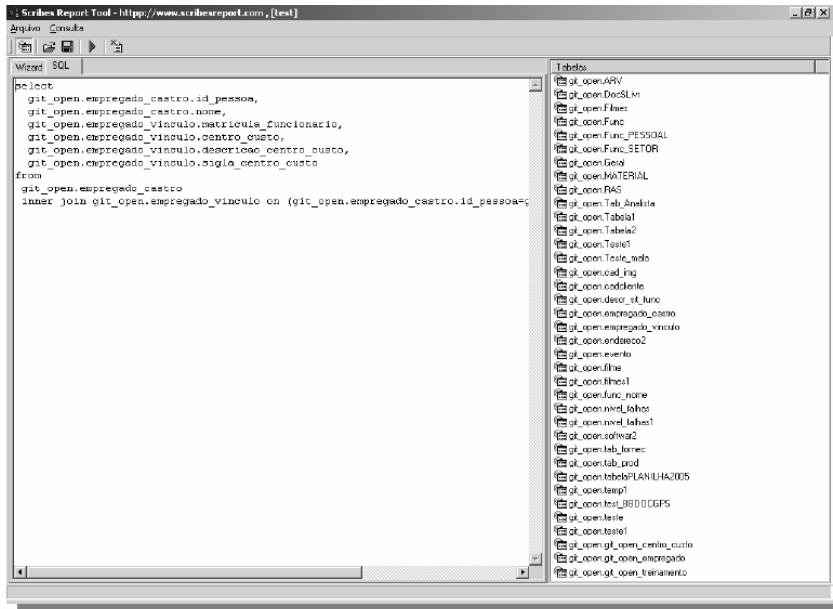 Scribes Report Tool - httpp://www.scribesreport.com , [test]
Arquivo Consulta
Wizard SQL
select
git_open.empregado_castro.id_pessoa,
git_open.empregado_castro.nome,
git_open.empregado_vinculo.matricula_funcionario,
git_open.empregado_vinculo.centro_custo,
git_open.empregado_vinculo.descricao_centro_custo,
git_open.empregado_vinculo.sigla_centro_custo
from
git_open.empregado_castro
inner join git_open.empregado_vinculo on (git_open.empregado_castro.id_pessoa=g
Tabelas
git_open.ARV
git_open.DocSLivr
git_open.Filmes
git_open.Func
git_open.Func_PESSOAL
git_open.Func_SETOR
git_open.Geral
git_open.MATERIAL
git_open.RAS
git_open.Tab_Analista
git_open.Tabela1
git_open.Tabela2
git_open.Teste1
git_open.Teste_mala
git_open.cad_img
git_open.cadcliente
git_open.descr_sit_func
git_open.empregado_castro
git_open.empregado_vinculo
git_open.endereco2
git_open.evento
git_open.filme
git_open.filmes1
git_open.func_nome
git_open.nivel_falhas
git_open.nivel_falhas1
git_open.softwar2
git_open.tab_fornec
git_open.tab_prod
git_open.tabelaPLANILHA2005
git_open.temp1
git_open.test_BBDOCGPS
git_open.teste
git_open.teste1
git_open.git_open_centro_custo
git_open.git_open_empregado
git_open.git_open_treinamento